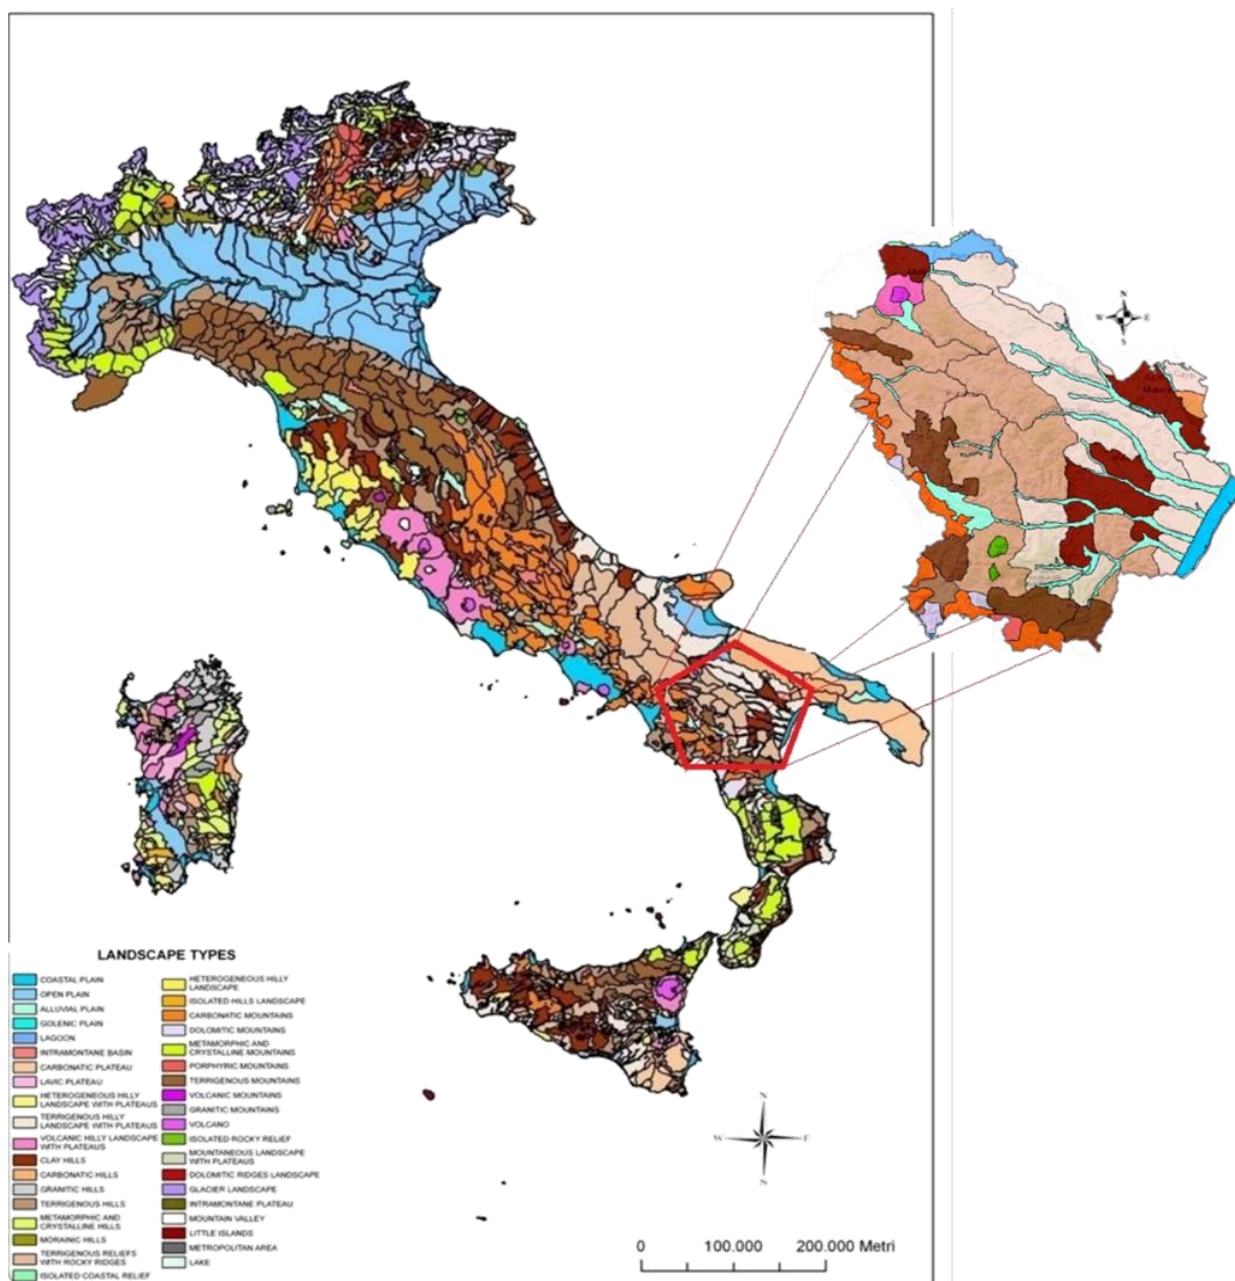 N
W E
S
LANDSCAPE TYPES
COASTAL PLAIN
OPEN PLAIN
ALLUVIAL PLAIN
GOLENIC PLAIN
LAGOON
INTRAMONTANE BASIN
CARBONATIC PLATEAU
LAVIC PLATEAU
HETEROGENEOUS HILLY
LANDSCAPE WITH PLATEAUS
TERRIGENOUS HILLY
LANDSCAPE WITH PLATEAUS
VOLCANIC HILLY LANDSCAPE
WITH PLATEAUS
CLAY HILLS
CARBONATIC HILLS
GRANITIC HILLS
TERRIGENOUS HILLS
METAMORPHIC AND
CRYSTALLINE HILLS
MORAINIC HILLS
TERRIGENOUS RELIEFS
WITH ROCKY RIDGES
ISOLATED COASTAL RELIEF
HETEROGENEOUS HILLY
LANDSCAPE
ISOLATED HILLS LANDSCAPE
CARBONATIC MOUNTAINS
DOLOMITIC MOUNTAINS
METAMORPHIC AND
CRYSTALLINE MOUNTAINS
PORPHYRIC MOUNTAINS
TERRIGENOUS MOUNTAINS
VOLCANIC MOUNTAINS
GRANITIC MOUNTAINS
VOLCANO
ISOLATED ROCKY RELIEF
MOUNTAINOUS LANDSCAPE
WITH PLATEAUS
DOLOMITIC RIDGES LANDSCAPE
GLACIER LANDSCAPE
INTRAMONTANE PLATEAU
MOUNTAIN VALLEY
LITTLE ISLANDS
METROPOLITAN AREA
LAKE
N
W E
S
0 100.000 200.000 Metri